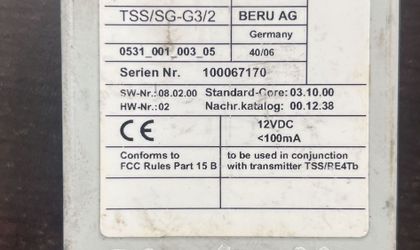 TSS/SG-G3/2 BERU AG
Germany
0531_001_003_05 40/06
Serien Nr. 100067170
SW-Nr.: 08.02.00 Standard-Core: 03.10.00
HW-Nr.: 02 Nachr.katalog: 00.12.38
CE 12VDC
<100mA
Conforms to to be used in conjunction
FCC Rules Part 15 B with transmitter TSS/RE4Tb